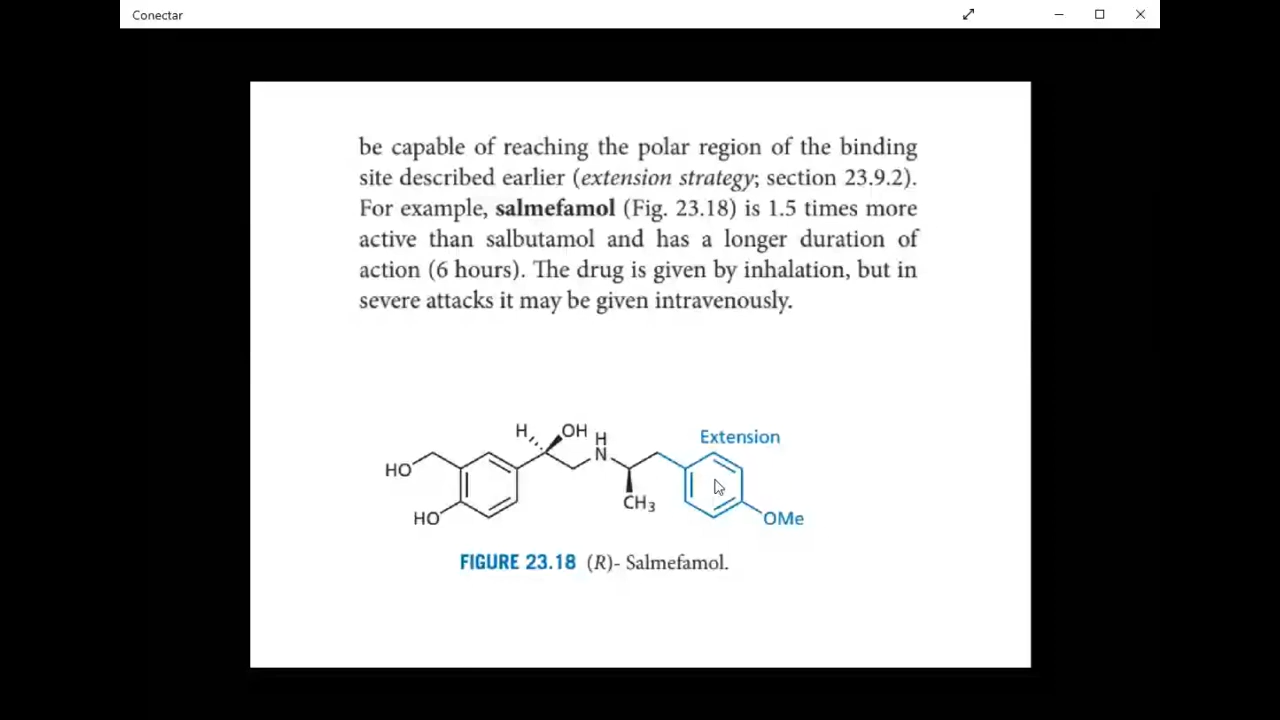 Conectar
be capable of reaching the polar region of the binding
site described earlier (extension strategy; section 23.9.2).
For example, salmefamol (Fig. 23.18) is 1.5 times more
active than salbutamol and has a longer duration of
action (6 hours). The drug is given by inhalation, but in
severe attacks it may be given intravenously.
H OH H Extension
HO N
CH3
HO OMe
FIGURE 23.18 (R)- Salmefamol.